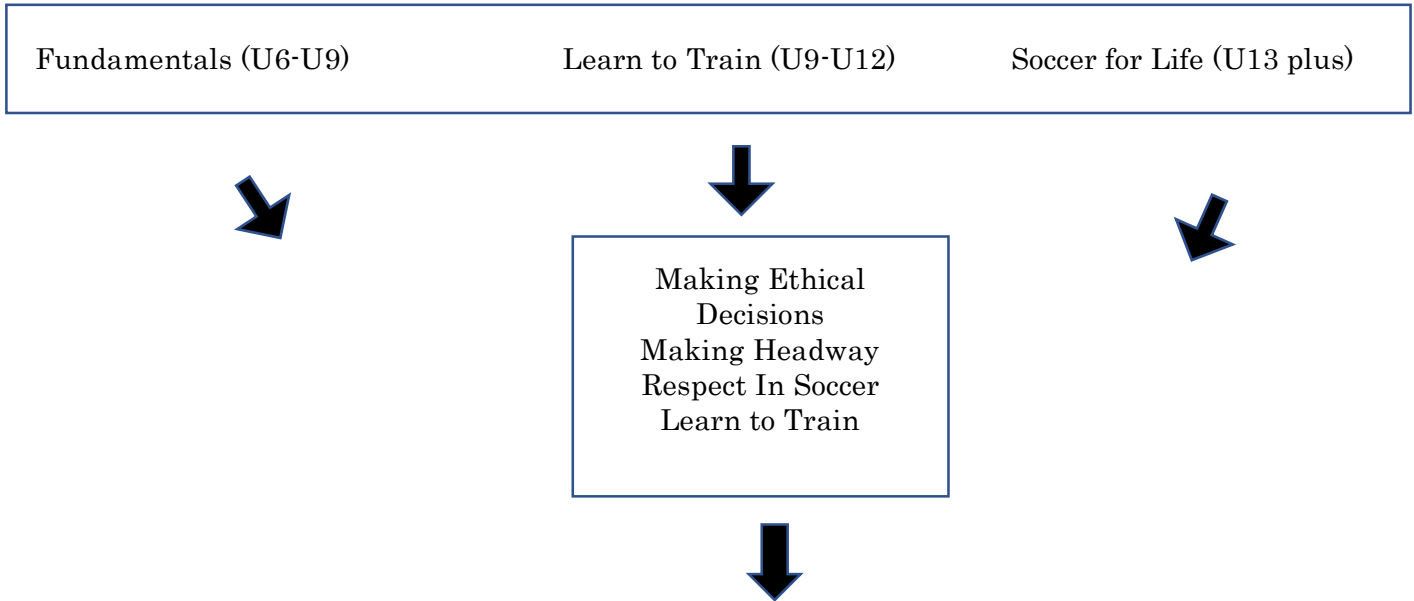 Fundamentals (U6-U9) Learn to Train (U9-U12) Soccer for Life (U13 plus)
Making Ethical
Decisions
Making Headway
Respect In Soccer
Learn to Train